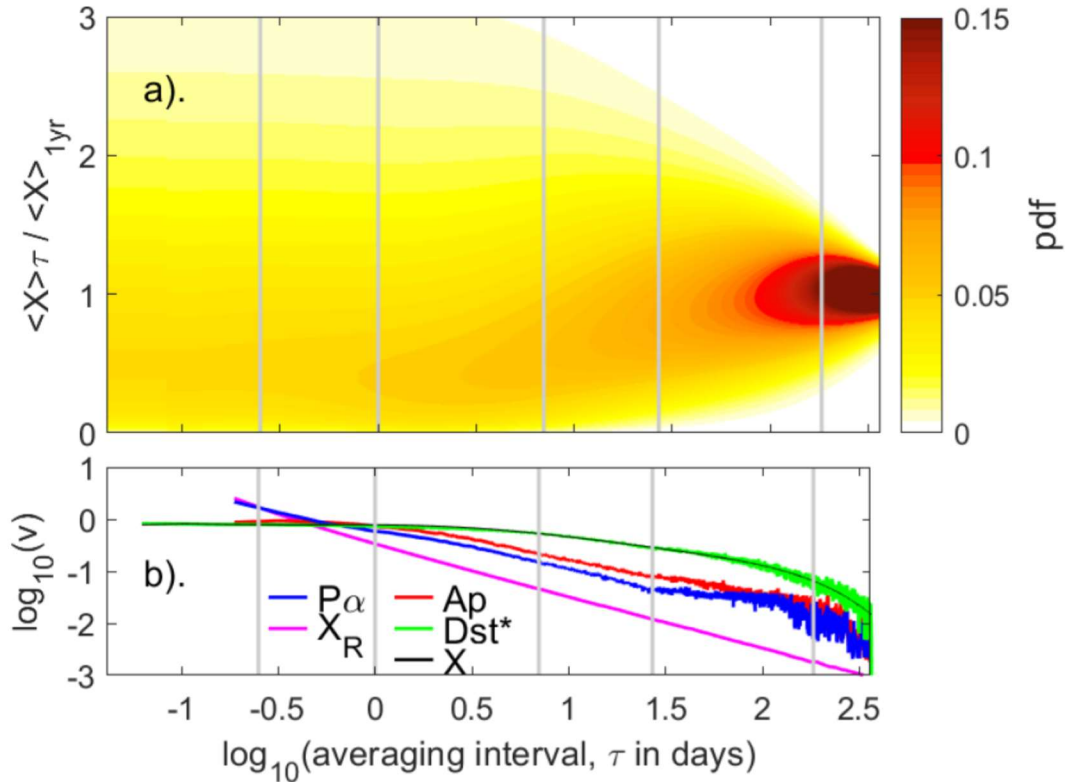 3
2
1
0
<X>τ / <X>1yr
a).
0.15
0.1
0.05
0
pdf
1
0
-1
-2
-3
log10(v)
b).
Pα
XR
Ap
Dst*
X
-1
-0.5
0
0.5
1
1.5
2
2.5
log10(averaging interval, τ in days)